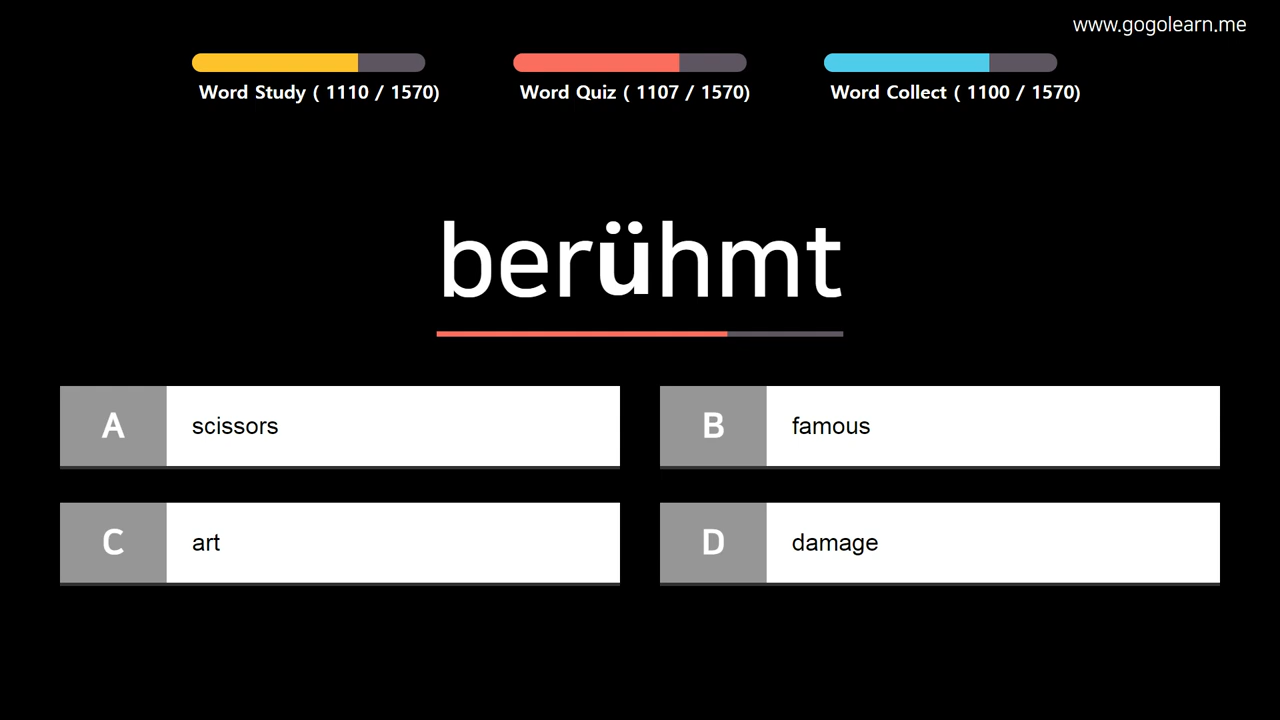 www.gogolearn.me
Word Study ( 1110 / 1570)
Word Quiz ( 1107 / 1570)
Word Collect ( 1100 / 1570)
berühmt
A scissors
B famous
C art
D damage